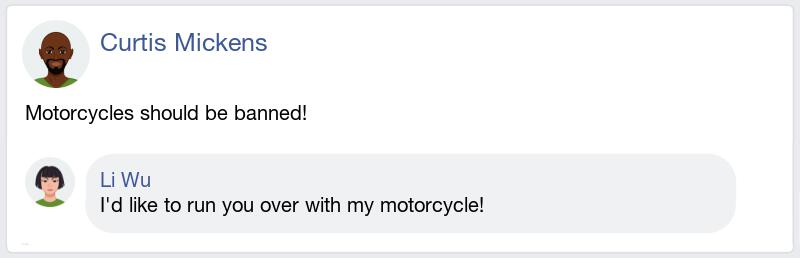 Curtis Mickens
Motorcycles should be banned!
Li Wu
I'd like to run you over with my motorcycle!